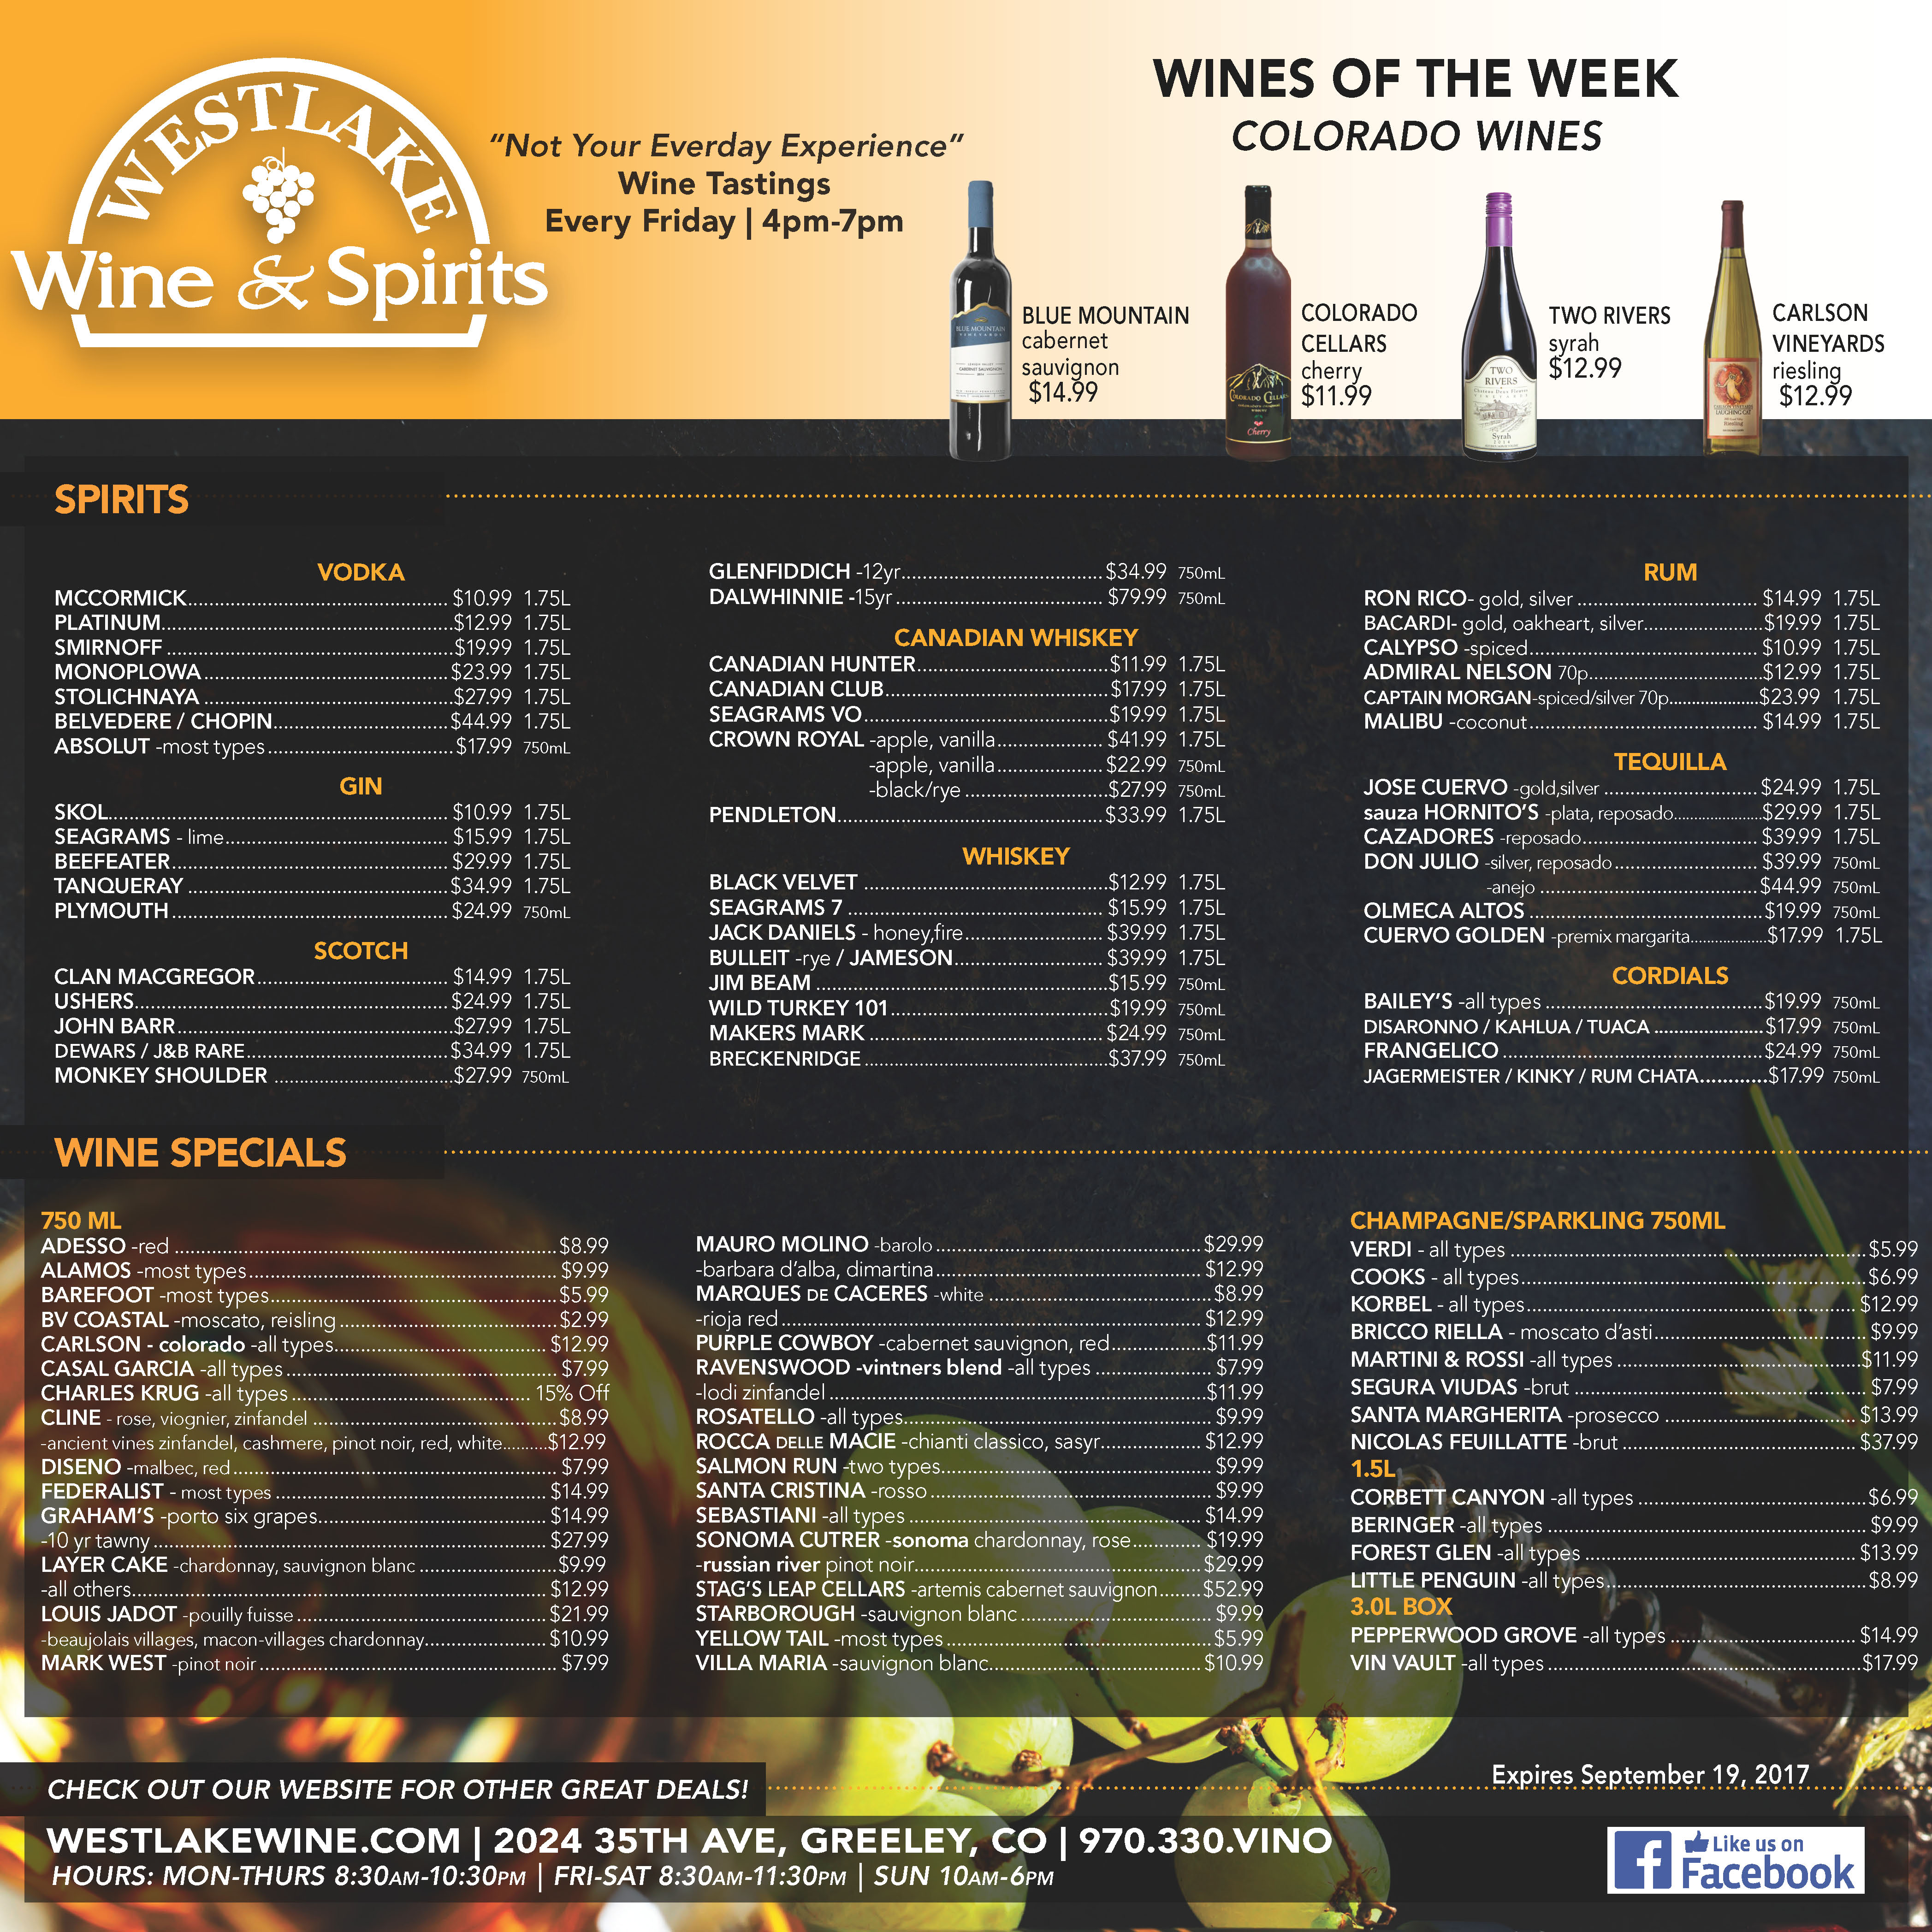 WESTLAKE
Wine & Spirits
"Not Your Everday Experience"
Wine Tastings
Every Friday | 4pm-7pm
WINES OF THE WEEK
COLORADO WINES
BLUE MOUNTAIN
cabernet
sauvignon
$14.99
COLORADO
CELLARS
cherry
$11.99
TWO RIVERS
syrah
$12.99
CARLSON
VINEYARDS
riesling
$12.99
BLUE MOUNTAIN
VINEYARDS
CABERNET SAUVIGNON
COLORADO CELLARS
Cherry
TWO
RIVERS
Chateau Deux Fleuves
VINEYARDS
Syrah
LAUGHING CAT
Riesling
SPIRITS
VODKA
MCCORMICK $10.99 1.75L
PLATINUM $12.99 1.75L
SMIRNOFF $19.99 1.75L
MONOPLOWA $23.99 1.75L
STOLICHNAYA $27.99 1.75L
BELVEDERE / CHOPIN $44.99 1.75L
ABSOLUT -most types $17.99 750mL
GIN
SKOL $10.99 1.75L
SEAGRAMS - lime $15.99 1.75L
BEEFEATER $29.99 1.75L
TANQUERAY $34.99 1.75L
PLYMOUTH $24.99 750mL
SCOTCH
CLAN MACGREGOR $14.99 1.75L
USHERS $24.99 1.75L
JOHN BARR $27.99 1.75L
DEWARS / J&B RARE $34.99 1.75L
MONKEY SHOULDER $27.99 750mL
GLENFIDDICH -12yr $34.99 750mL
DALWHINNIE -15yr $79.99 750mL
CANADIAN WHISKEY
CANADIAN HUNTER $11.99 1.75L
CANADIAN CLUB $17.99 1.75L
SEAGRAMS VO $19.99 1.75L
CROWN ROYAL -apple, vanilla $41.99 1.75L
-apple, vanilla $22.99 750mL
-black/rye $27.99 750mL
PENDLETON $33.99 1.75L
WHISKEY
BLACK VELVET $12.99 1.75L
SEAGRAMS 7 $15.99 1.75L
JACK DANIELS - honey,fire $39.99 1.75L
BULLEIT -rye / JAMESON $39.99 1.75L
JIM BEAM $15.99 750mL
WILD TURKEY 101 $19.99 750mL
MAKERS MARK $24.99 750mL
BRECKENRIDGE $37.99 750mL
RUM
RON RICO- gold, silver $14.99 1.75L
BACARDI- gold, oakheart, silver $19.99 1.75L
CALYPSO -spiced $10.99 1.75L
ADMIRAL NELSON 70p $12.99 1.75L
CAPTAIN MORGAN-spiced/silver 70p $23.99 1.75L
MALIBU -coconut $14.99 1.75L
TEQUILLA
JOSE CUERVO -gold,silver $24.99 1.75L
sauza HORNITO'S -plata, reposado $29.99 1.75L
CAZADORES -reposado $39.99 1.75L
DON JULIO -silver, reposado $39.99 750mL
-anejo $44.99 750mL
OLMECA ALTOS $19.99 750mL
CUERVO GOLDEN -premix margarita $17.99 1.75L
CORDIALS
BAILEY'S -all types $19.99 750mL
DISARONNO / KAHLUA / TUACA $17.99 750mL
FRANGELICO $24.99 750mL
JAGERMEISTER / KINKY / RUM CHATA $17.99 750mL
WINE SPECIALS
750 ML
ADESSO -red $8.99
ALAMOS -most types $9.99
BAREFOOT -most types $5.99
BV COASTAL -moscato, reisling $2.99
CARLSON - colorado -all types $12.99
CASAL GARCIA -all types $7.99
CHARLES KRUG -all types 15% Off
CLINE - rose, viognier, zinfandel $8.99
-ancient vines zinfandel, cashmere, pinot noir, red, white $12.99
DISENO -malbec, red $7.99
FEDERALIST - most types $14.99
GRAHAM'S -porto six grapes $14.99
-10 yr tawny $27.99
LAYER CAKE -chardonnay, sauvignon blanc $9.99
-all others $12.99
LOUIS JADOT -pouilly fuisse $21.99
-beaujolais villages, macon-villages chardonnay $10.99
MARK WEST -pinot noir $7.99
MAURO MOLINO -barolo $29.99
-barbara d'alba, dimartina $12.99
MARQUES DE CACERES -white $8.99
-rioja red $12.99
PURPLE COWBOY -cabernet sauvignon, red $11.99
RAVENSWOOD -vintners blend -all types $7.99
-lodi zinfandel $11.99
ROSATELLO -all types $9.99
ROCCA DELLE MACIE -chianti classico, sasyr $12.99
SALMON RUN -two types $9.99
SANTA CRISTINA -rosso $9.99
SEBASTIANI -all types $14.99
SONOMA CUTRER -sonoma chardonnay, rose $19.99
-russian river pinot noir $29.99
STAG'S LEAP CELLARS -artemis cabernet sauvignon $52.99
STARBOROUGH -sauvignon blanc $9.99
YELLOW TAIL -most types $5.99
VILLA MARIA -sauvignon blanc $10.99
CHAMPAGNE/SPARKLING 750ML
VERDI - all types $5.99
COOKS - all types $6.99
KORBEL - all types $12.99
BRICCO RIELLA - moscato d'asti $9.99
MARTINI & ROSSI -all types $11.99
SEGURA VIUDAS -brut $7.99
SANTA MARGHERITA -prosecco $13.99
NICOLAS FEUILLATTE -brut $37.99
1.5L
CORBETT CANYON -all types $6.99
BERINGER -all types $9.99
FOREST GLEN -all types $13.99
LITTLE PENGUIN -all types $8.99
3.0L BOX
PEPPERWOOD GROVE -all types $14.99
VIN VAULT -all types $17.99
Expires September 19, 2017
CHECK OUT OUR WEBSITE FOR OTHER GREAT DEALS!
WESTLAKEWINE.COM | 2024 35TH AVE, GREELEY, CO | 970.330.VINO
HOURS: MON-THURS 8:30AM-10:30PM | FRI-SAT 8:30AM-11:30PM | SUN 10AM-6PM
Like us on
Facebook